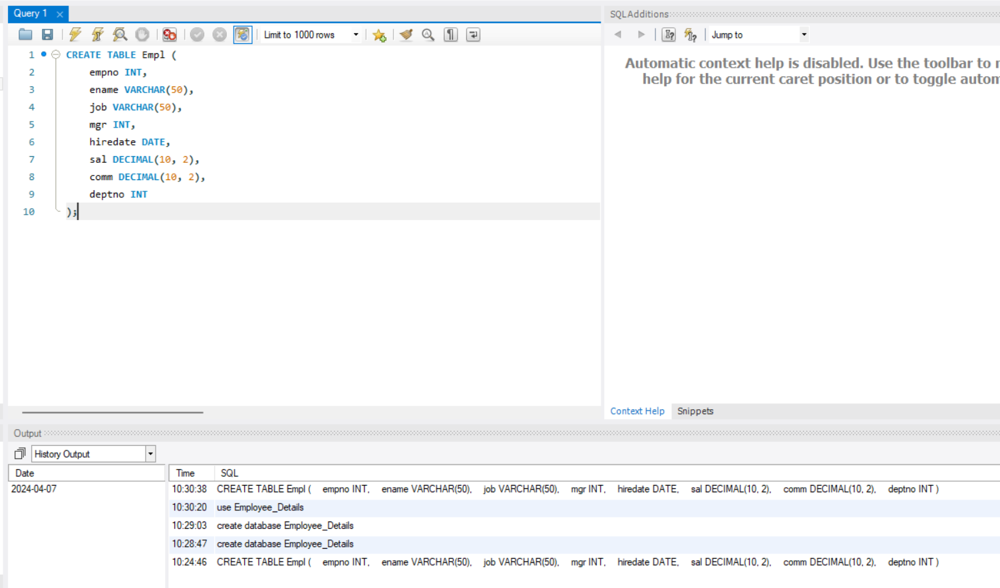 Query 1
SQLAdditions
Limit to 1000 rows
Jump to
1 CREATE TABLE Empl (
2 empno INT,
3 ename VARCHAR(50),
4 job VARCHAR(50),
5 mgr INT,
6 hiredate DATE,
7 sal DECIMAL(10, 2),
8 comm DECIMAL(10, 2),
9 deptno INT
10 );
Automatic context help is disabled. Use the toolbar to
help for the current caret position or to toggle
Context Help Snippets
Output
History Output
Date Time SQL
2024-04-07 10:30:38 CREATE TABLE Empl ( empno INT, ename VARCHAR(50), job VARCHAR(50), mgr INT, hiredate DATE, sal DECIMAL(10, 2), comm DECIMAL(10, 2), deptno INT )
10:30:20 use Employee_Details
10:29:03 create database Employee_Details
10:28:47 create database Employee_Details
10:24:46 CREATE TABLE Empl ( empno INT, ename VARCHAR(50), job VARCHAR(50), mgr INT, hiredate DATE, sal DECIMAL(10, 2), comm DECIMAL(10, 2), deptno INT )